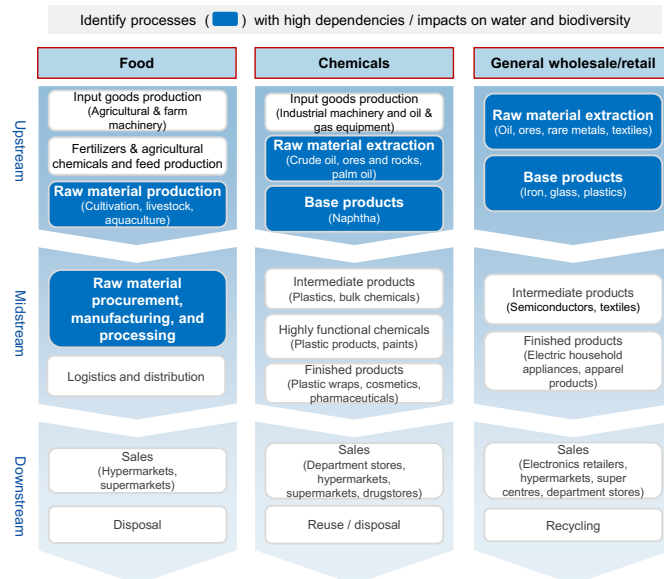 Identify processes ( ) with high dependencies / impacts on water and biodiversity
Food
Chemicals
General wholesale/retail
Upstream
Input goods production
(Agricultural & farm
machinery)
Fertilizers & agricultural
chemicals and feed production
Raw material production
(Cultivation, livestock,
aquaculture)
Input goods production
(Industrial machinery and oil &
gas equipment)
Raw material extraction
(Crude oil, ores and rocks,
palm oil)
Base products
(Naphtha)
Raw material extraction
(Oil, ores, rare metals, textiles)
Base products
(Iron, glass, plastics)
Midstream
Raw material
procurement,
manufacturing, and
processing
Logistics and distribution
Intermediate products
(Plastics, bulk chemicals)
Highly functional chemicals
(Plastic products, paints)
Finished products
(Plastic wraps, cosmetics,
pharmaceuticals)
Intermediate products
(Semiconductors, textiles)
Finished products
(Electric household
appliances, apparel
products)
Downstream
Sales
(Hypermarkets,
supermarkets)
Disposal
Sales
(Department stores,
hypermarkets,
supermarkets, drugstores)
Reuse / disposal
Sales
(Electronics retailers,
hypermarkets, super
centres, department stores)
Recycling